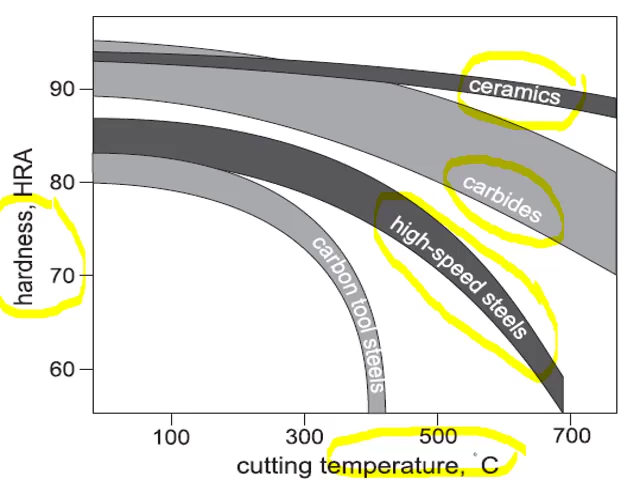 90
80
70
60
hardness, HRA
ceramics
carbides
high-speed steels
carbon tool steels
100 300 500 700
cutting temperature, °C